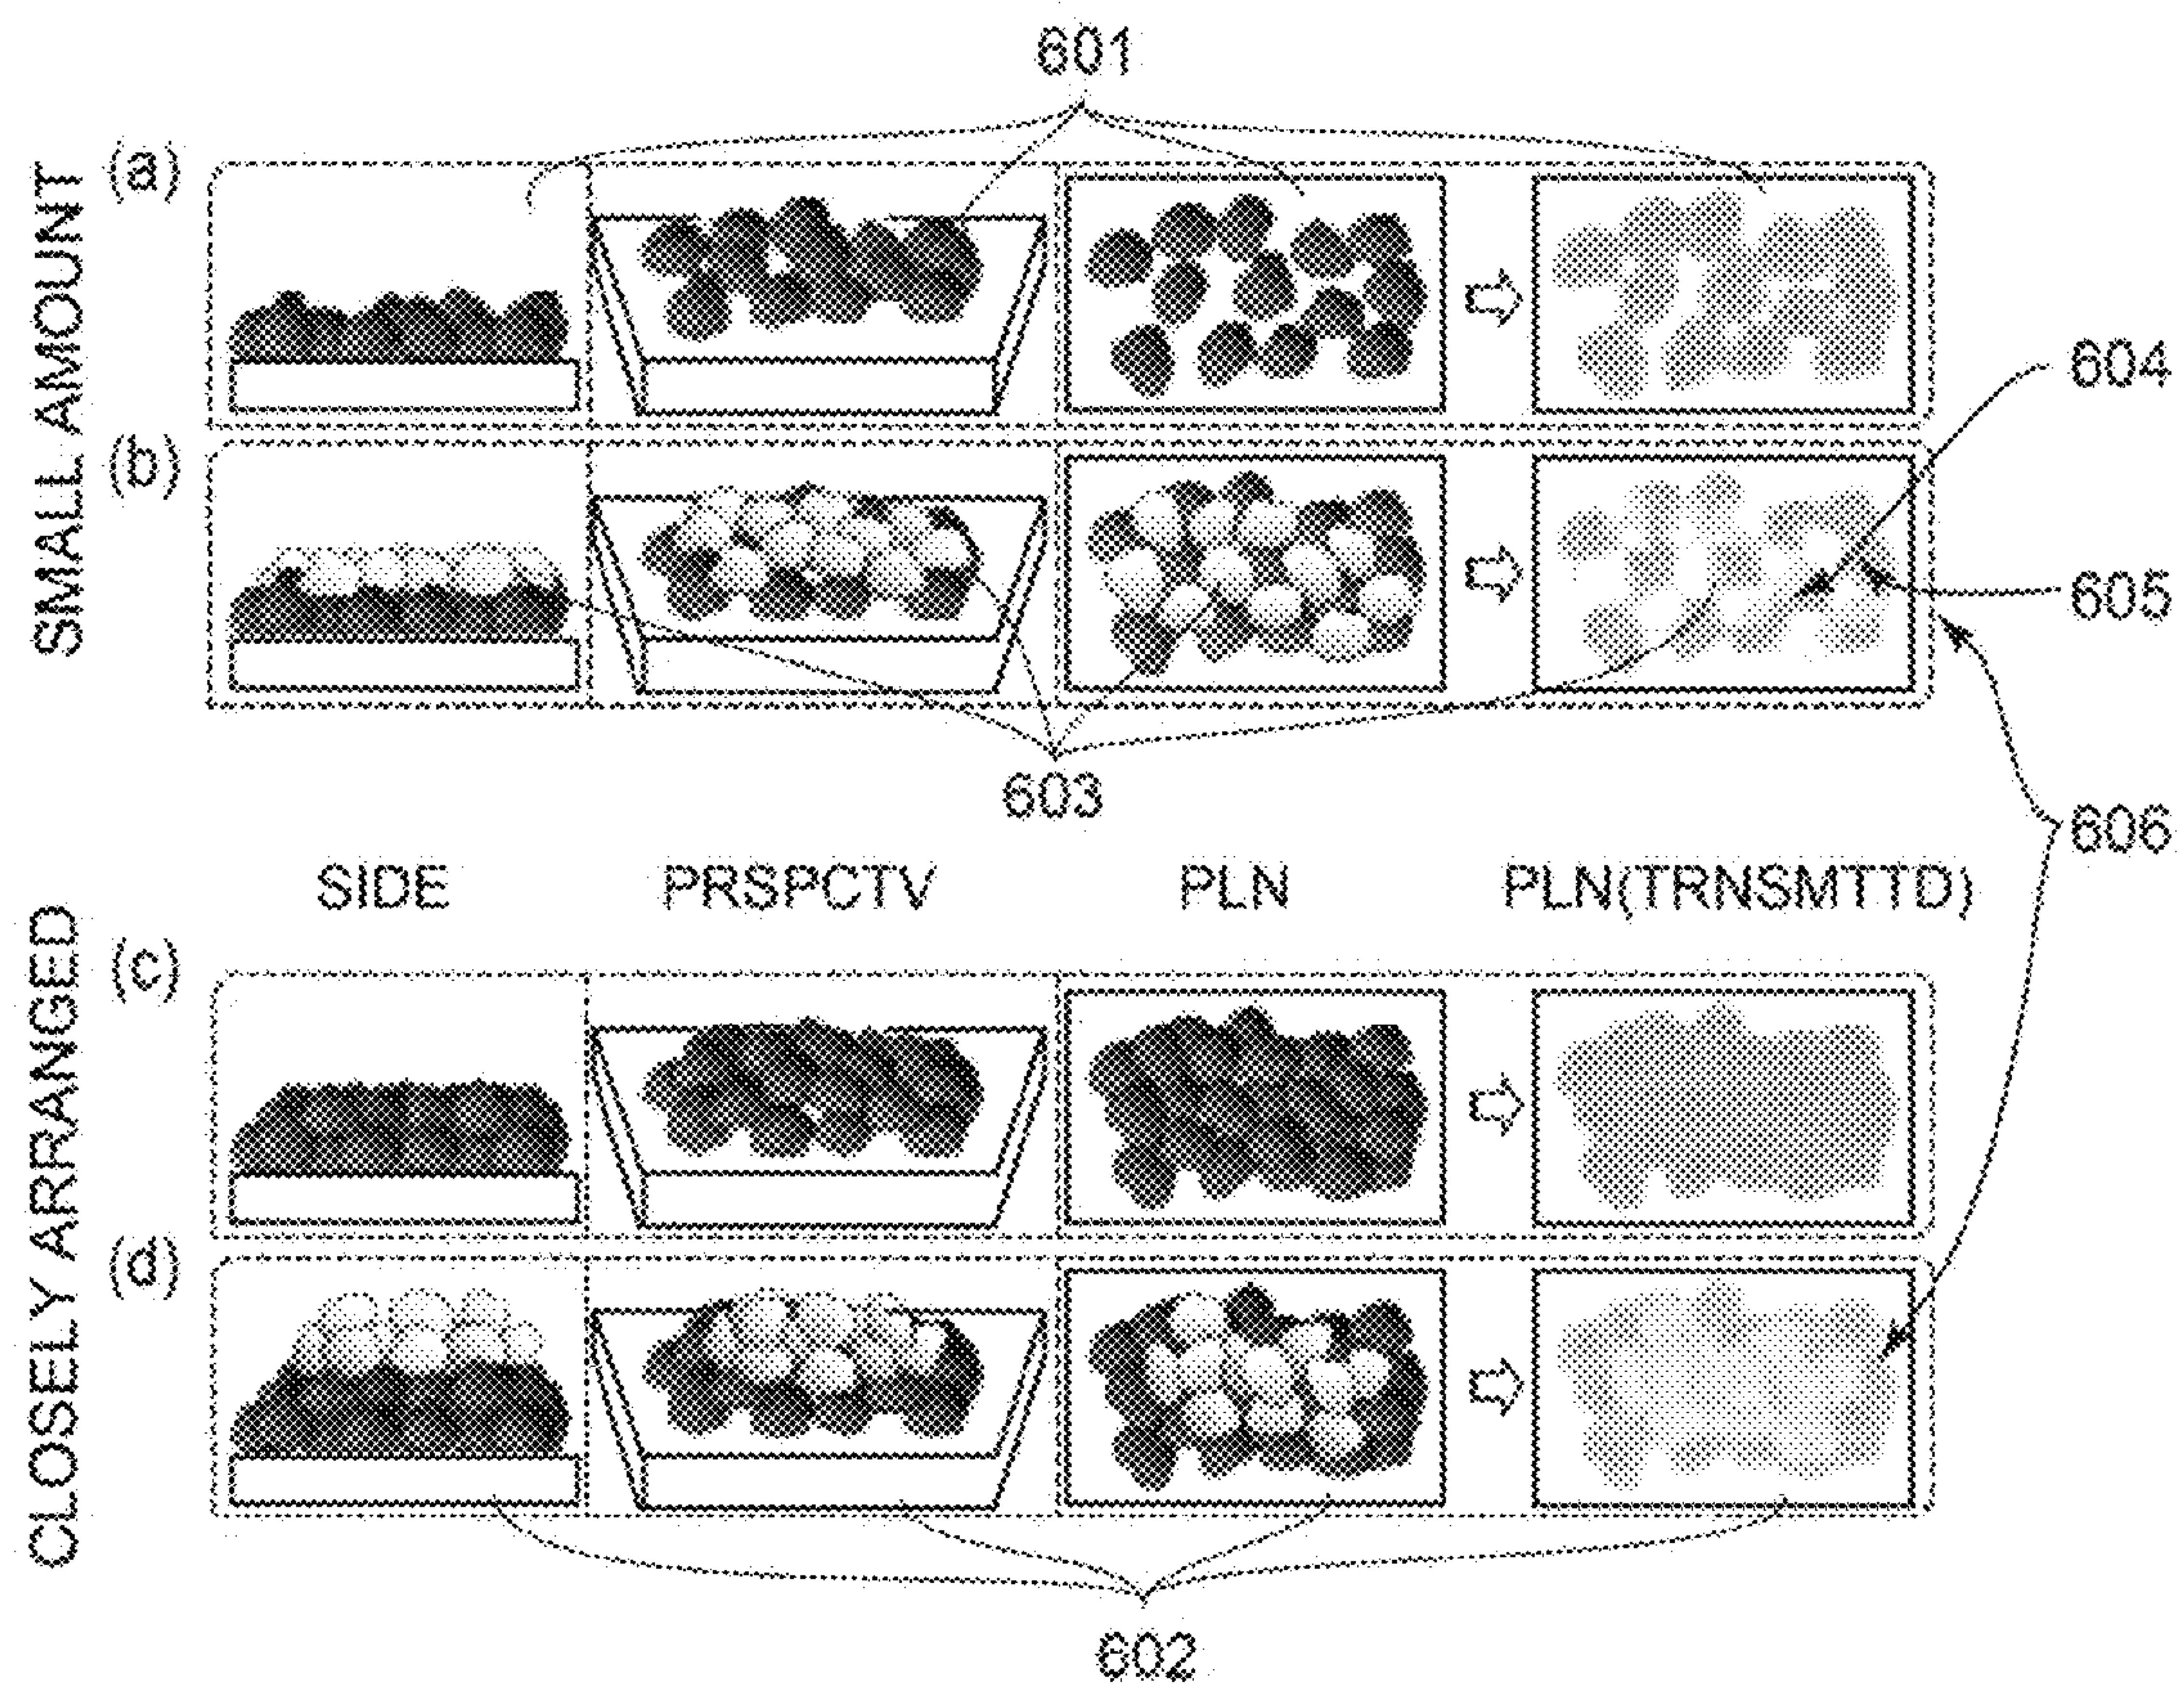 601
(a)
SMALL AMOUNT
604
(b)
605
603
606
SIDE PRSPCTV PLN PLN(TRNSMTTD)
(c)
CLOSELY ARRANGED
(d)
602